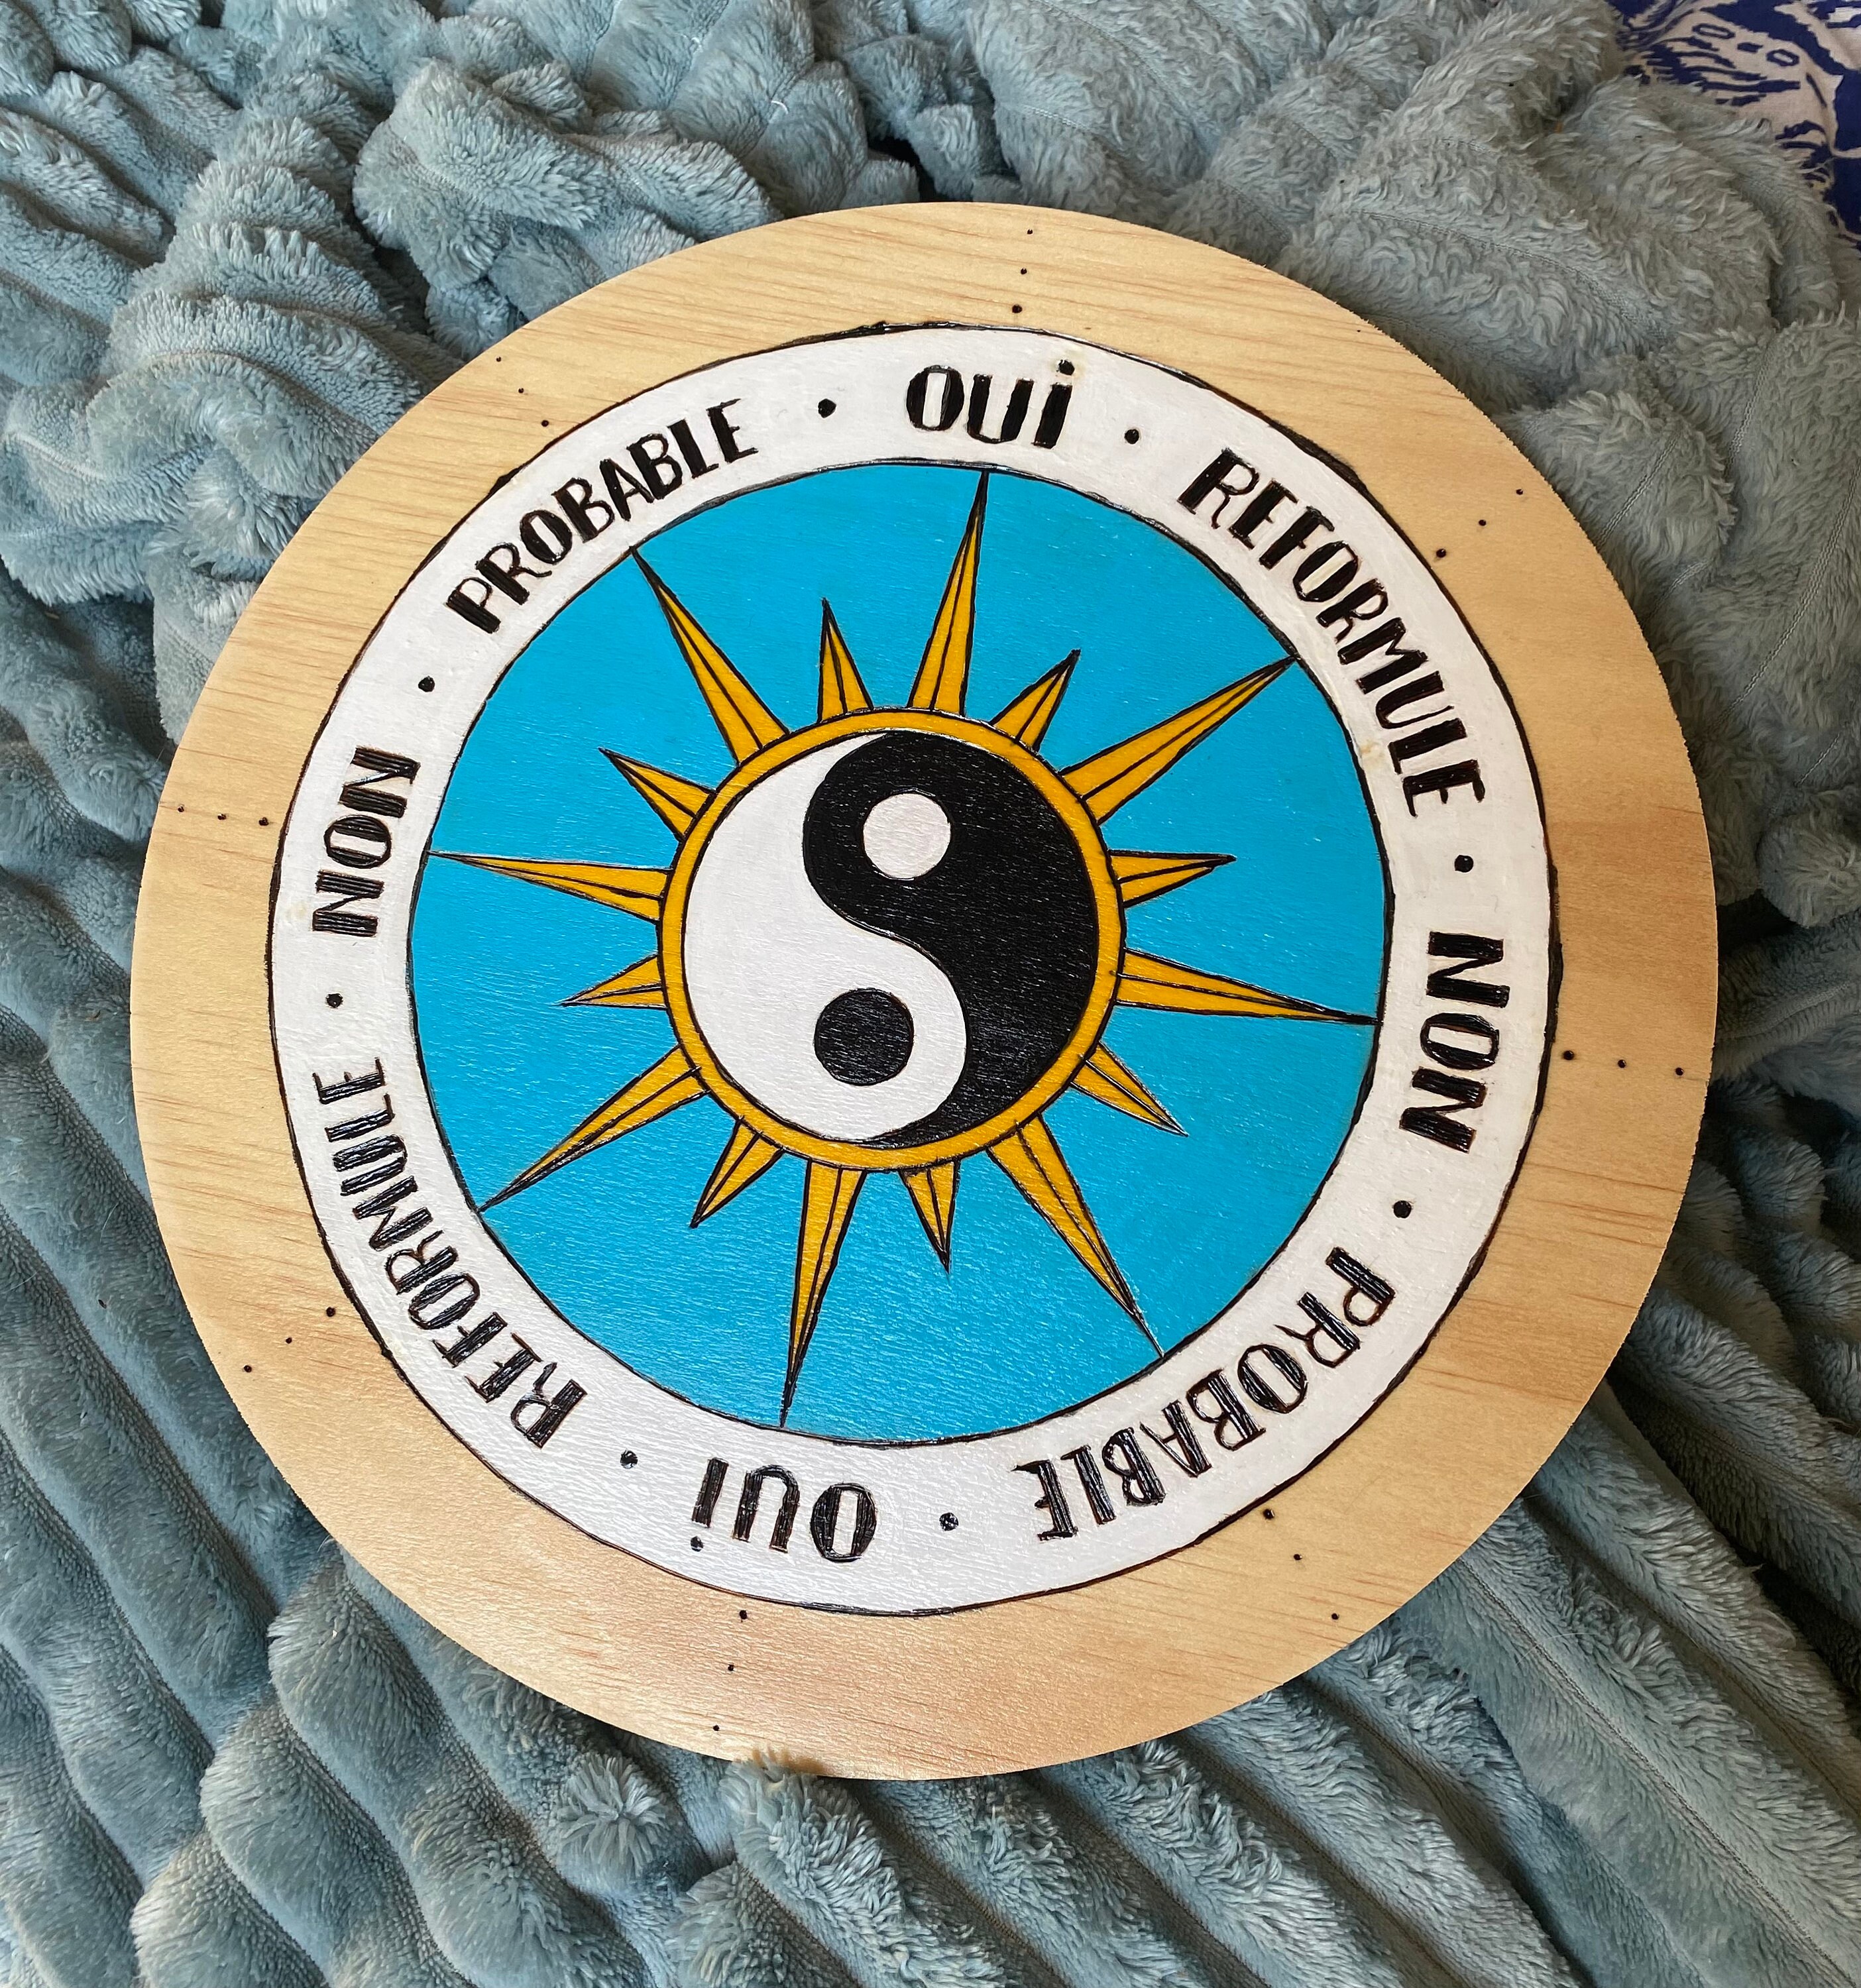 OUi • REFORMULE • NON • PROBABLE • OUi • REFORMULE • NON • PROBABLE •